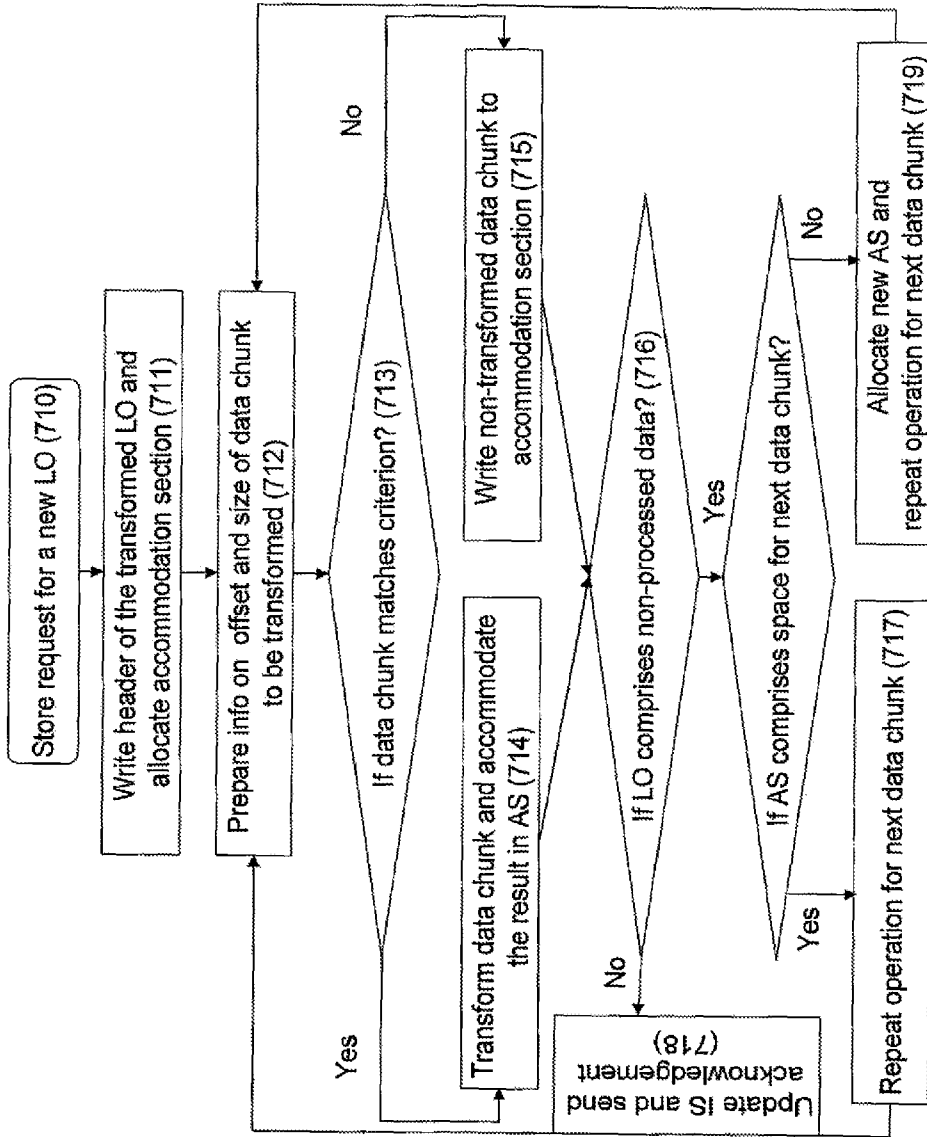 Store request for a new LO (710)
Write header of the transformed LO and
allocate accommodation section (711)
Prepare info on offset and size of data chunk
to be transformed (712)
If data chunk matches criterion? (713)
Yes
No
Transform data chunk and accommodate
the result in AS (714)
Write non-transformed data chunk to
accommodation section (715)
If LO comprises non-processed data? (716)
No
Yes
Update IS and send
acknowledgement
(718)
If AS comprises space for next data chunk?
Yes
No
Repeat operation for next data chunk (717)
Allocate new AS and
repeat operation for next data chunk (719)